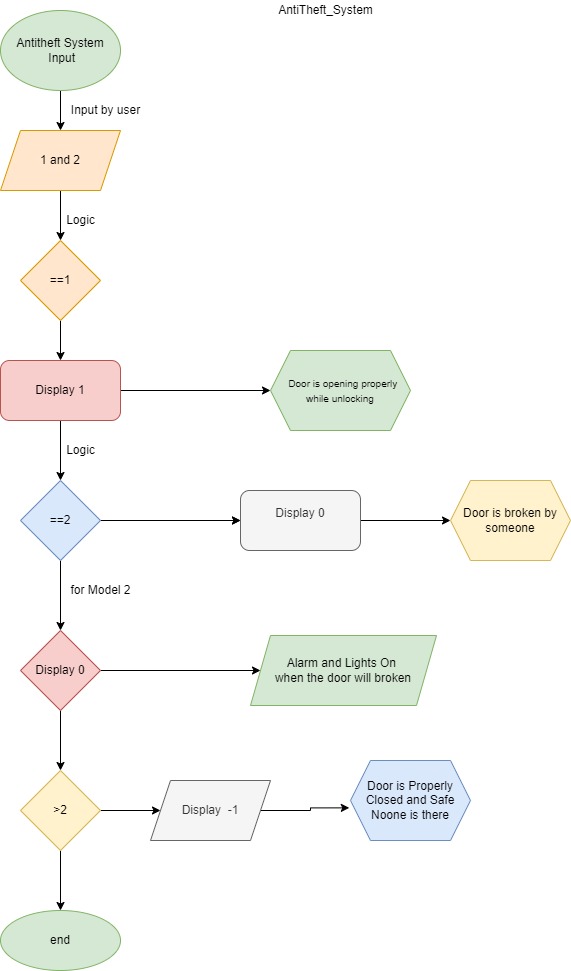 AntiTheft_System
Antitheft System
Input
Input by user
1 and 2
Logic
==1
Display 1
Door is opening properly
while unlocking
Logic
==2
Display 0
Door is broken by
someone
for Model 2
Display 0
Alarm and Lights On
when the door will broken
>2
Display -1
Door is Properly
Closed and Safe
Noone is there
end